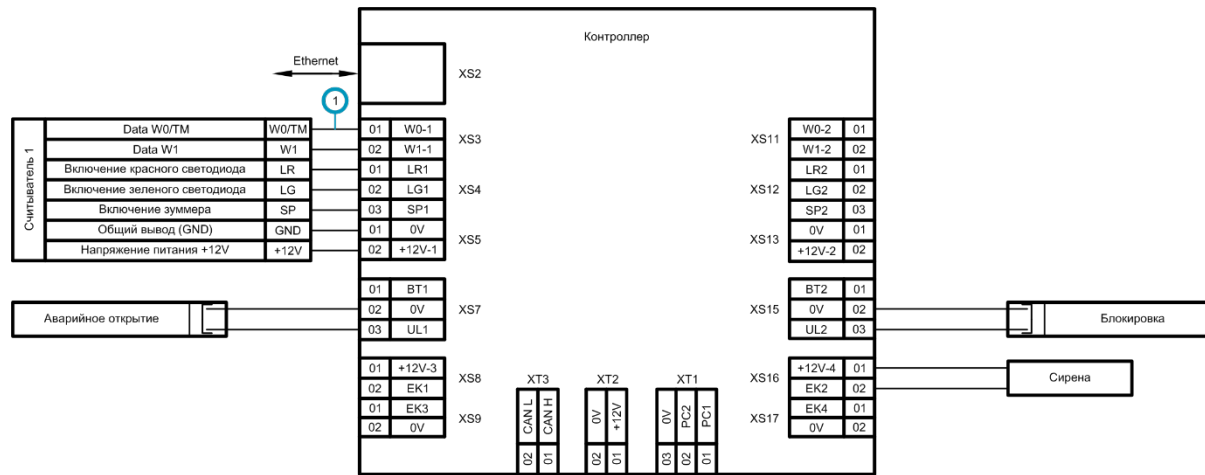 Контроллер
Ethernet
XS2
1
Считыватель 1
Data W0/TM W0/TM 01 W0-1
XS3
Data W1 W1 02 W1-1
Включение красного светодиода LR 01 LR1
Включение зеленого светодиода LG 02 LG1 XS4
Включение зуммера SP 03 SP1
Общий вывод (GND) GND 01 0V
XS5
Напряжение питания +12V +12V 02 +12V-1
W0-2 01
XS11
W1-2 02
LR2 01
XS12 LG2 02
SP2 03
0V 01
XS13
+12V-2 02
01 BT1
Аварийное открытие 02 0V XS7
03 UL1
BT2 01
XS15 0V 02 Блокировка
UL2 03
01 +12V-3
XS8
02 EK1
01 EK3
XS9
02 0V
XT3
CAN L CAN H
02 01
XT2
0V +12V
02 01
XT1
0V PC2 PC1
03 02 01
+12V-4 01
XS16 Сирена
EK2 02
EK4 01
XS17
0V 02